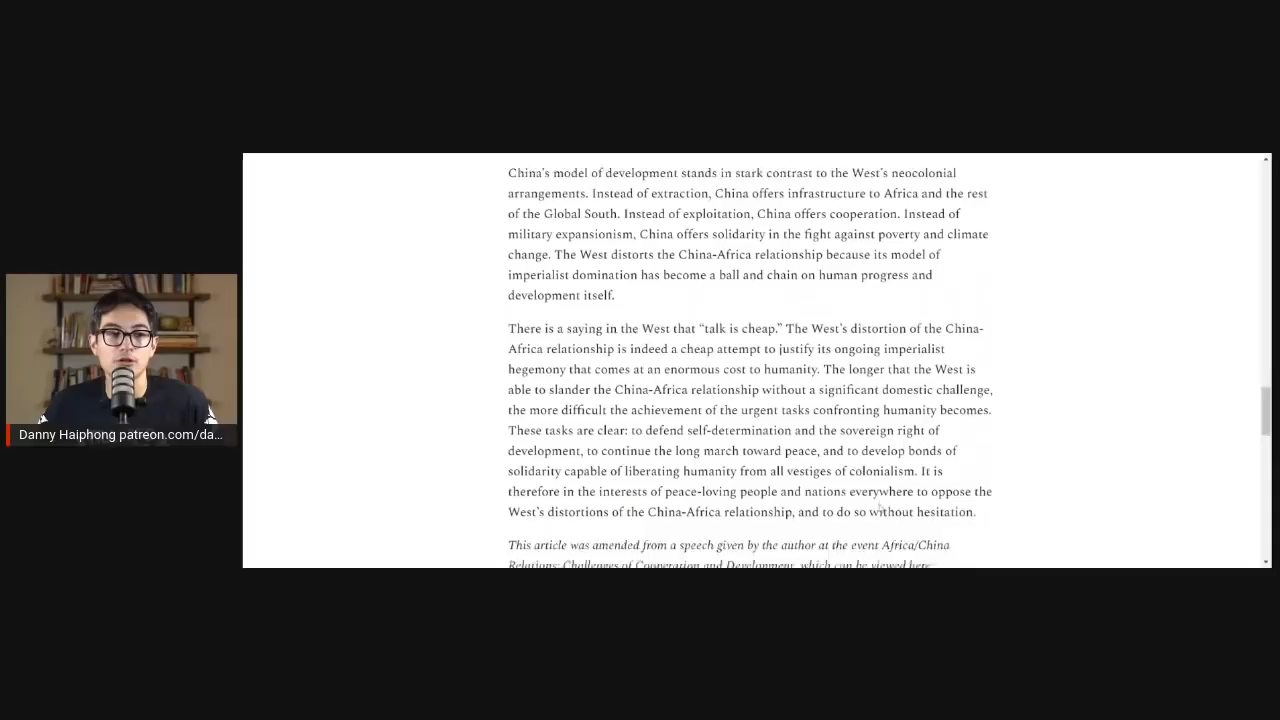 China's model of development stands in stark contrast to the West's neocolonial
arrangements. Instead of extraction, China offers infrastructure to Africa and the rest
of the Global South. Instead of exploitation, China offers cooperation. Instead of
military expansionism, China offers solidarity in the fight against poverty and climate
change. The West distorts the China-Africa relationship because its model of
imperialist domination has become a ball and chain on human progress and
development itself.
There is a saying in the West that “talk is cheap.” The West's distortion of the China-
Africa relationship is indeed a cheap attempt to justify its ongoing imperialist
hegemony that comes at an enormous cost to humanity. The longer that the West is
able to slander the China-Africa relationship without a significant domestic challenge,
the more difficult the achievement of the urgent tasks confronting humanity becomes.
These tasks are clear: to defend self-determination and the sovereign right of
development, to continue the long march toward peace, and to develop bonds of
solidarity capable of liberating humanity from all vestiges of colonialism. It is
therefore in the interests of peace-loving people and nations everywhere to oppose the
West's distortions of the China-Africa relationship, and to do so without hesitation.
This article was amended from a speech given by the author at the event Africa/China
Relations: Challenges of Cooperation and Development, which can be viewed here
Danny Haiphong patreon.com/da...